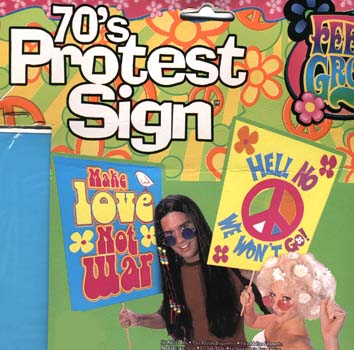 70's
Protest
Sign
Make
love
Not
War
HELL NO
WE WON'T GO!